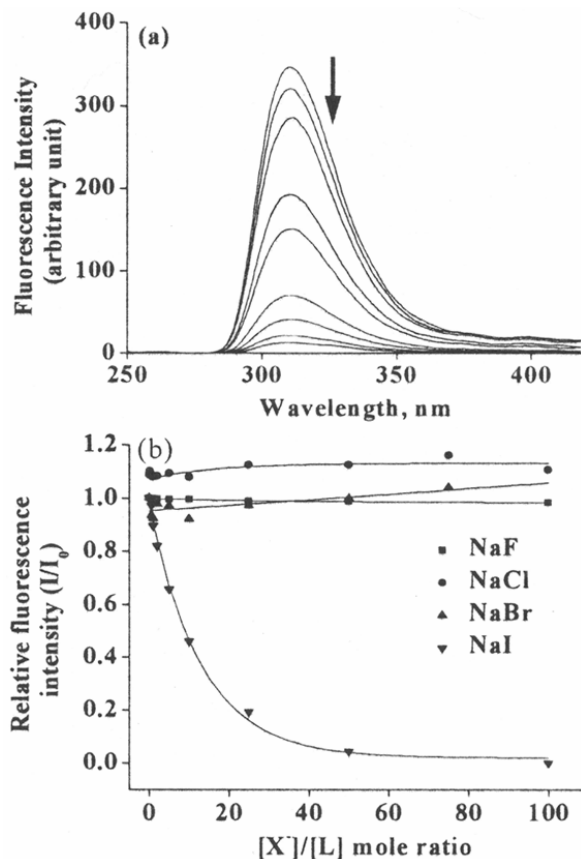 (a)
Fluorescence Intensity
(arbitrary unit)
400
300
200
100
0
250
300
350
400
Wavelength, nm
(b)
Relative fluorescence
intensity (I/I₀)
1.2
1.0
0.8
0.6
0.4
0.2
0.0
NaF
NaCl
NaBr
NaI
0
20
40
60
80
100
[X⁻]/[L] mole ratio